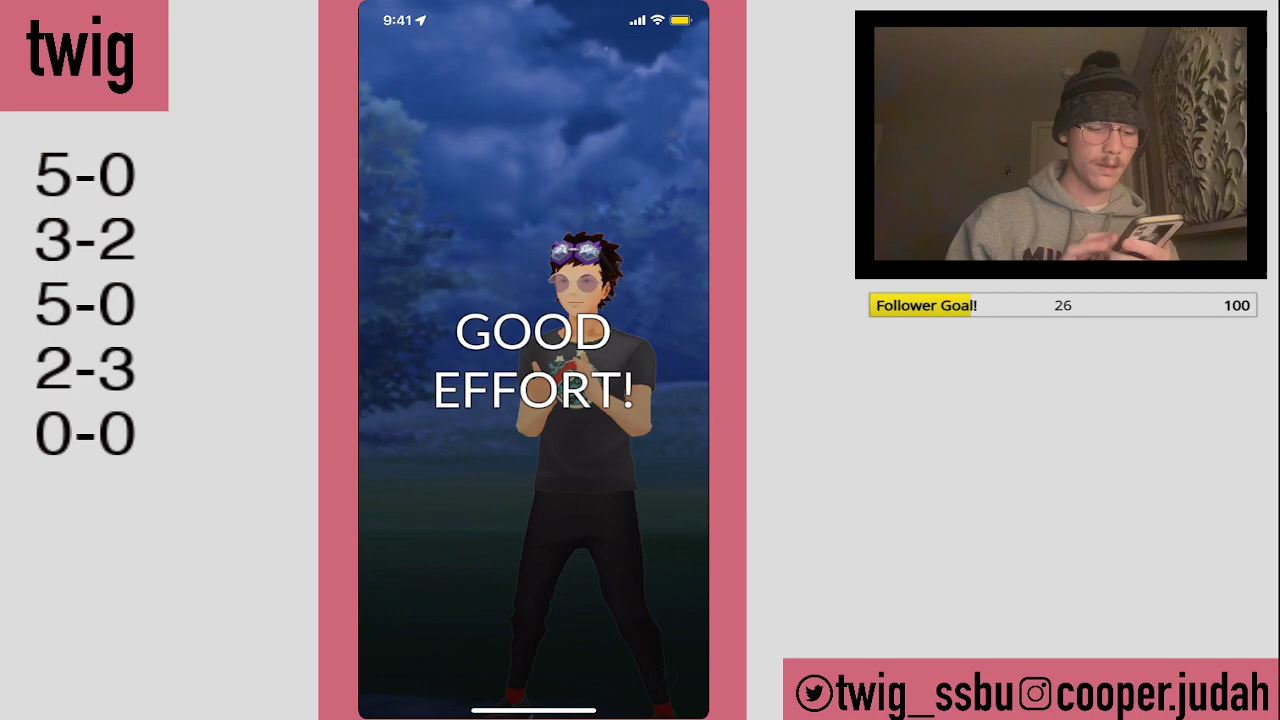 twig
5-0
3-2
5-0
2-3
0-0
9:41
GOOD
EFFORT!
Follower Goal! 26 100
twig_ssbu cooper.judah